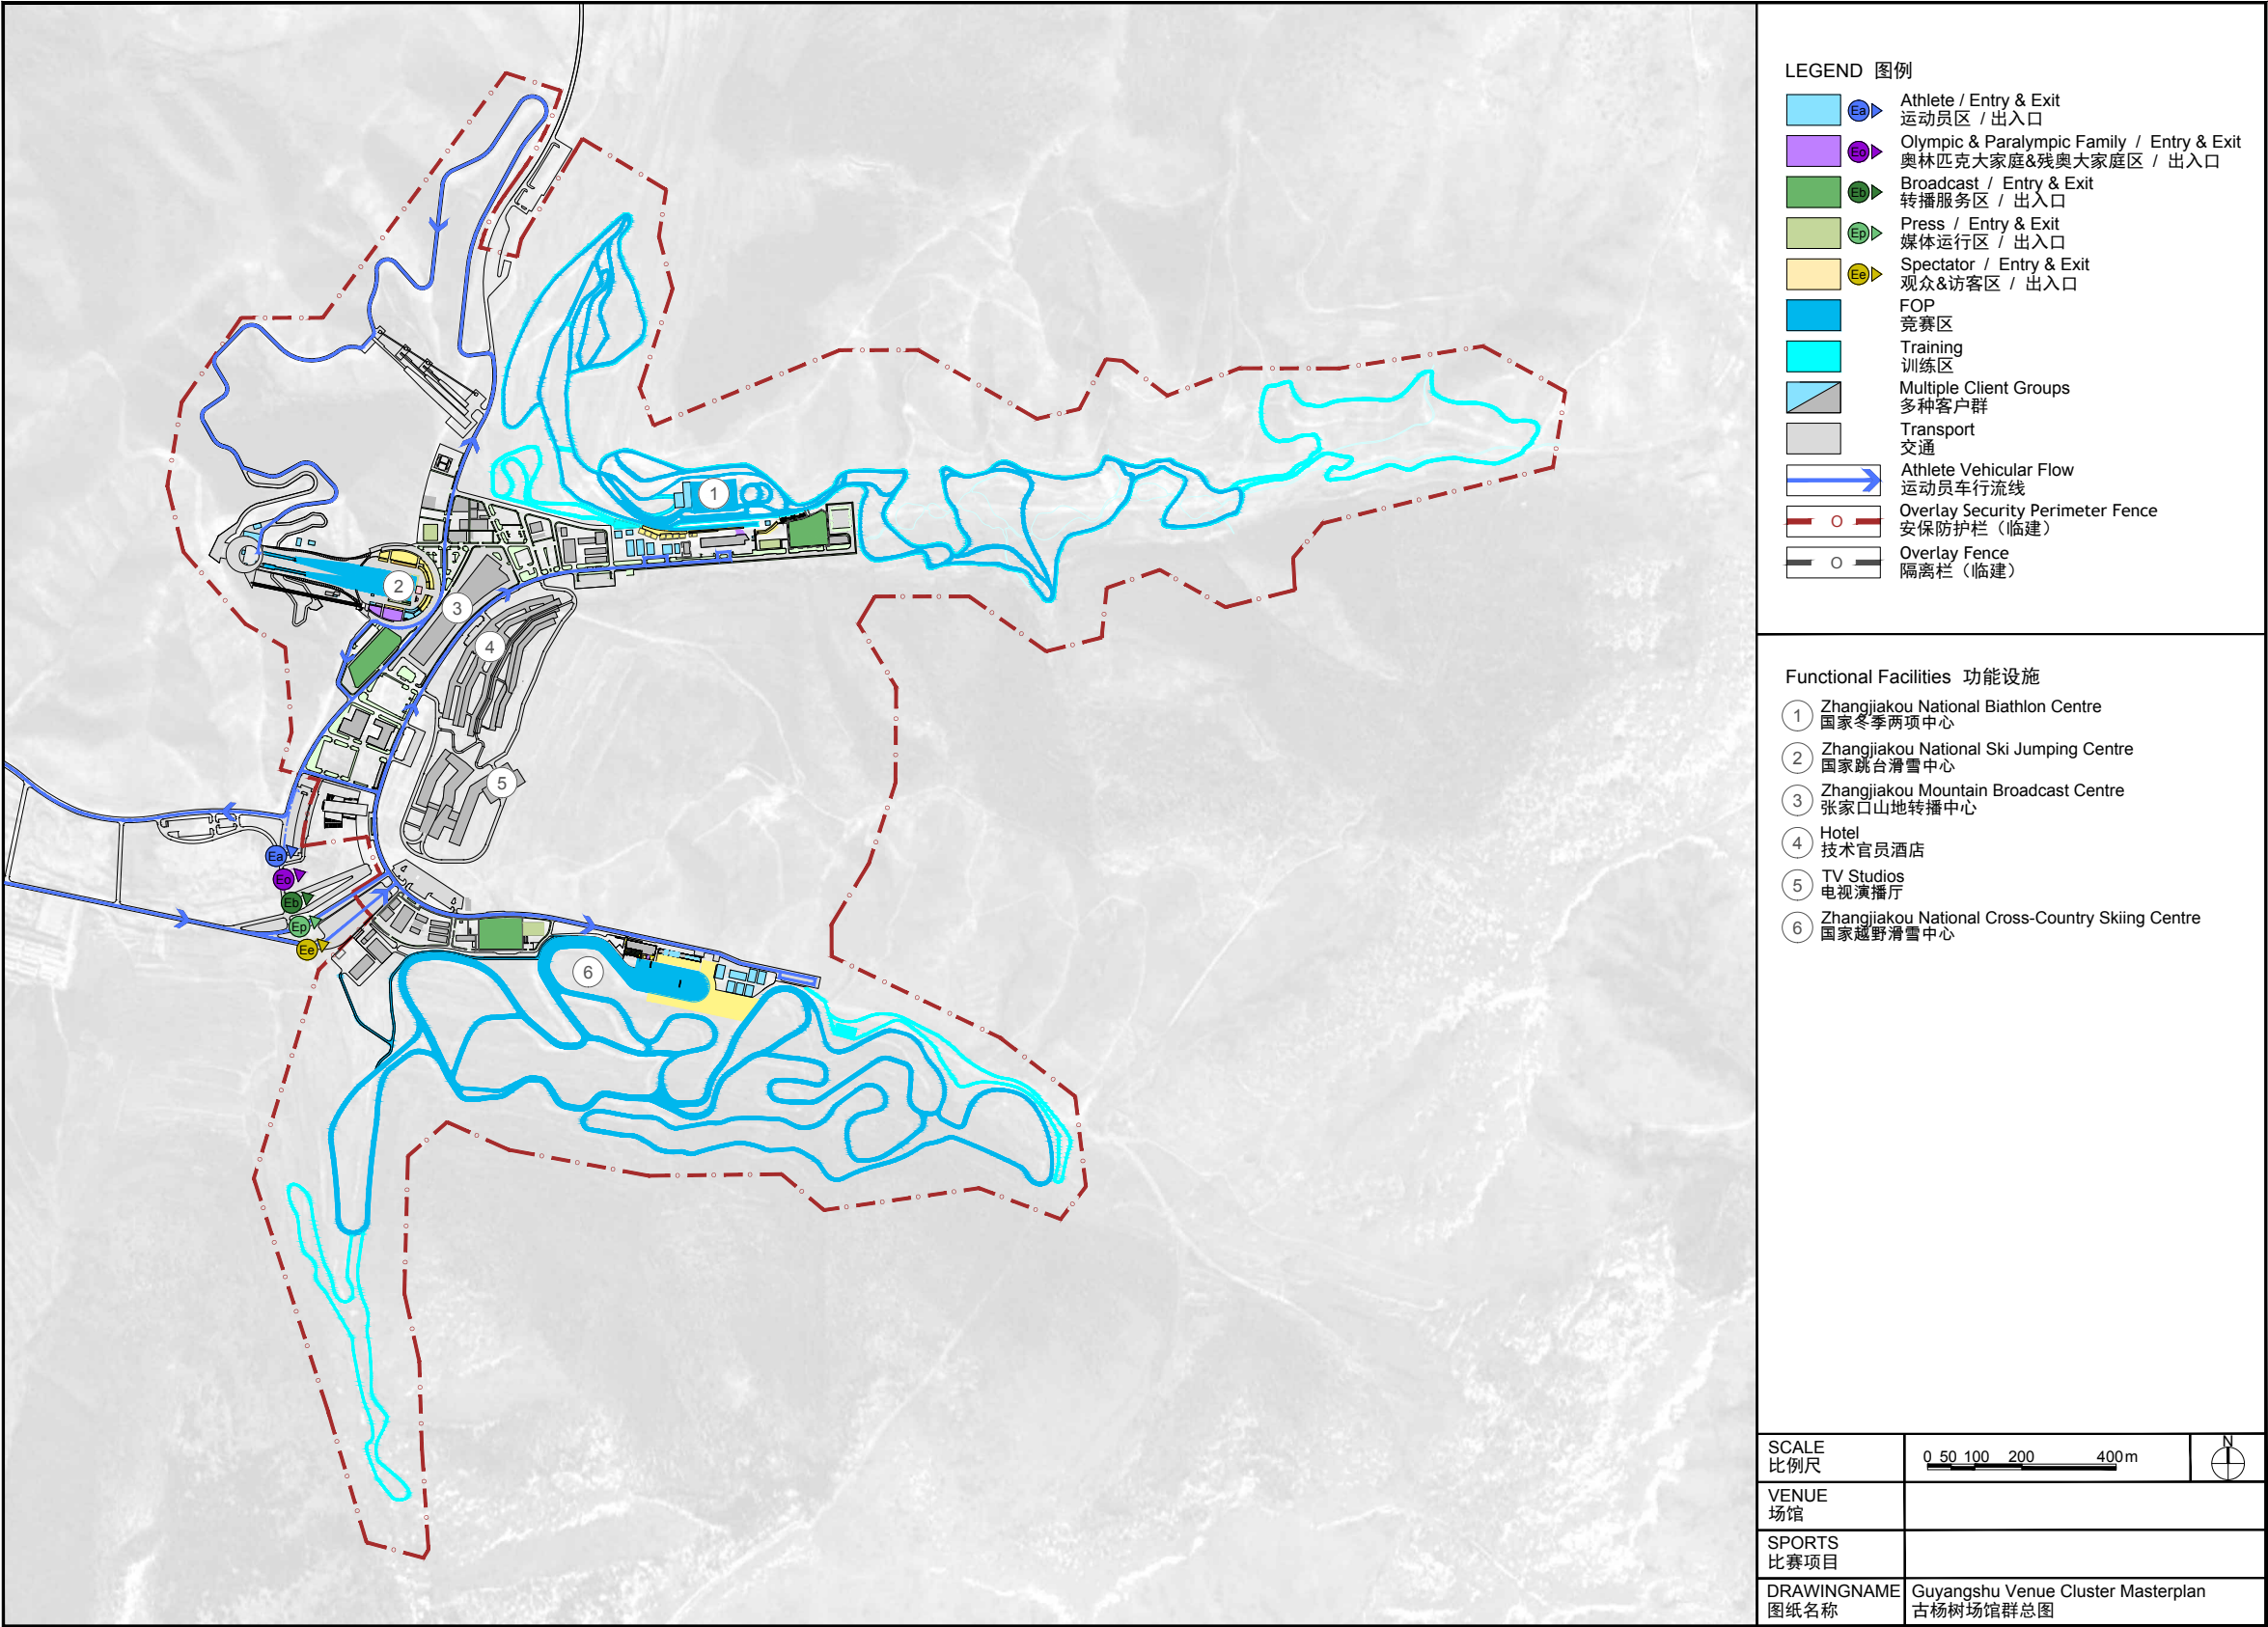 LEGEND 图例
Ea
Athlete / Entry & Exit
运动员区 / 出入口
Eo
Olympic & Paralympic Family / Entry & Exit
奥林匹克大家庭&残奥大家庭区 / 出入口
Eb
Broadcast / Entry & Exit
转播服务区 / 出入口
Ep
Press / Entry & Exit
媒体运行区 / 出入口
Ee
Spectator / Entry & Exit
观众&访客区 / 出入口
FOP
竞赛区
Training
训练区
Multiple Client Groups
多种客户群
Transport
交通
Athlete Vehicular Flow
运动员车行流线
O
Overlay Security Perimeter Fence
安保防护栏（临建）
O
Overlay Fence
隔离栏（临建）
Functional Facilities 功能设施
1
Zhangjiakou National Biathlon Centre
国家冬季两项中心
2
Zhangjiakou National Ski Jumping Centre
国家跳台滑雪中心
3
Zhangjiakou Mountain Broadcast Centre
张家口山地转播中心
4
Hotel
技术官员酒店
5
TV Studios
电视演播厅
6
Zhangjiakou National Cross-Country Skiing Centre
国家越野滑雪中心
1
2
3
4
5
Ea
Eo
Eb
Ep
Ee
6
SCALE
比例尺
0 50 100 200 400m
N
VENUE
场馆
SPORTS
比赛项目
DRAWINGNAME
图纸名称
Guyangshu Venue Cluster Masterplan
古杨树场馆群总图